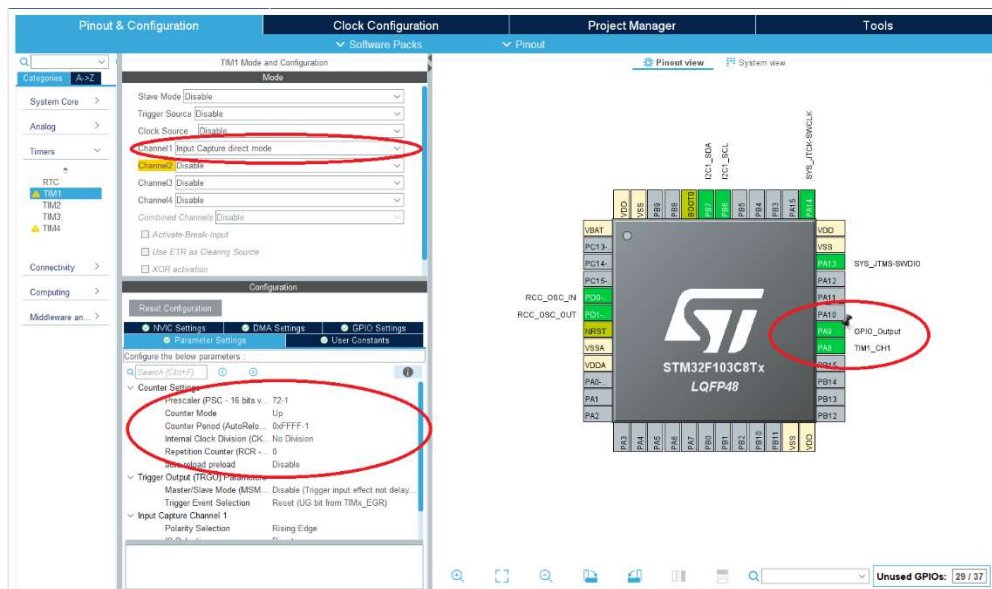 Pinout & Configuration
Clock Configuration
Project Manager
Tools
Software Packs
Pinout
Categories
A->Z
System Core
Analog
Timers
RTC
TIM1
TIM2
TIM3
TIM4
Connectivity
Computing
Middleware an...
TIM1 Mode and Configuration
Mode
Slave Mode Disable
Trigger Source Disable
Clock Source Disable
Channel1 Input Capture direct mode
Channel2 Disable
Channel3 Disable
Channel4 Disable
Combined Channels Disable
Activate-Break-Input
Use ETR as Clearing Source
XOR activation
Configuration
Reset Configuration
NVIC Settings
DMA Settings
GPIO Settings
Parameter Settings
User Constants
Configure the below parameters :
Search (Ctrl+F)
Counter Settings
Prescaler (PSC - 16 bits v... 72-1
Counter Mode Up
Counter Period (AutoRelo... 0xFFFF-1
Internal Clock Division (CK... No Division
Repetition Counter (RCR -... 0
auto-reload preload Disable
Trigger Output (TRGO) Parameters
Master/Slave Mode (MSM... Disable (Trigger input effect not delay...
Trigger Event Selection Reset (UG bit from TIMx_EGR)
Input Capture Channel 1
Polarity Selection Rising Edge
Pinout view
System view
I2C1_SDA
I2C1_SCL
SYS_JTCK-SWCLK
VDD
VSS
PB9
PB8
BOOT0
PB7
PB6
PB5
PB4
PB3
PA15
PA14
VBAT
PC13-
PC14-
PC15-
RCC_OSC_IN PD0-..
RCC_OSC_OUT PD1-..
NRST
VSSA
VDDA
PA0-..
PA1
PA2
STM32F103C8Tx
LQFP48
VDD
VSS
PA13 SYS_JTMS-SWDIO
PA12
PA11
PA10
PA9 GPIO_Output
PA8 TIM1_CH1
PB15
PB14
PB13
PB12
PA3
PA4
PA5
PA6
PA7
PB0
PB1
PB2
PB10
PB11
VSS
VDD
Unused GPIOs: 29 / 37